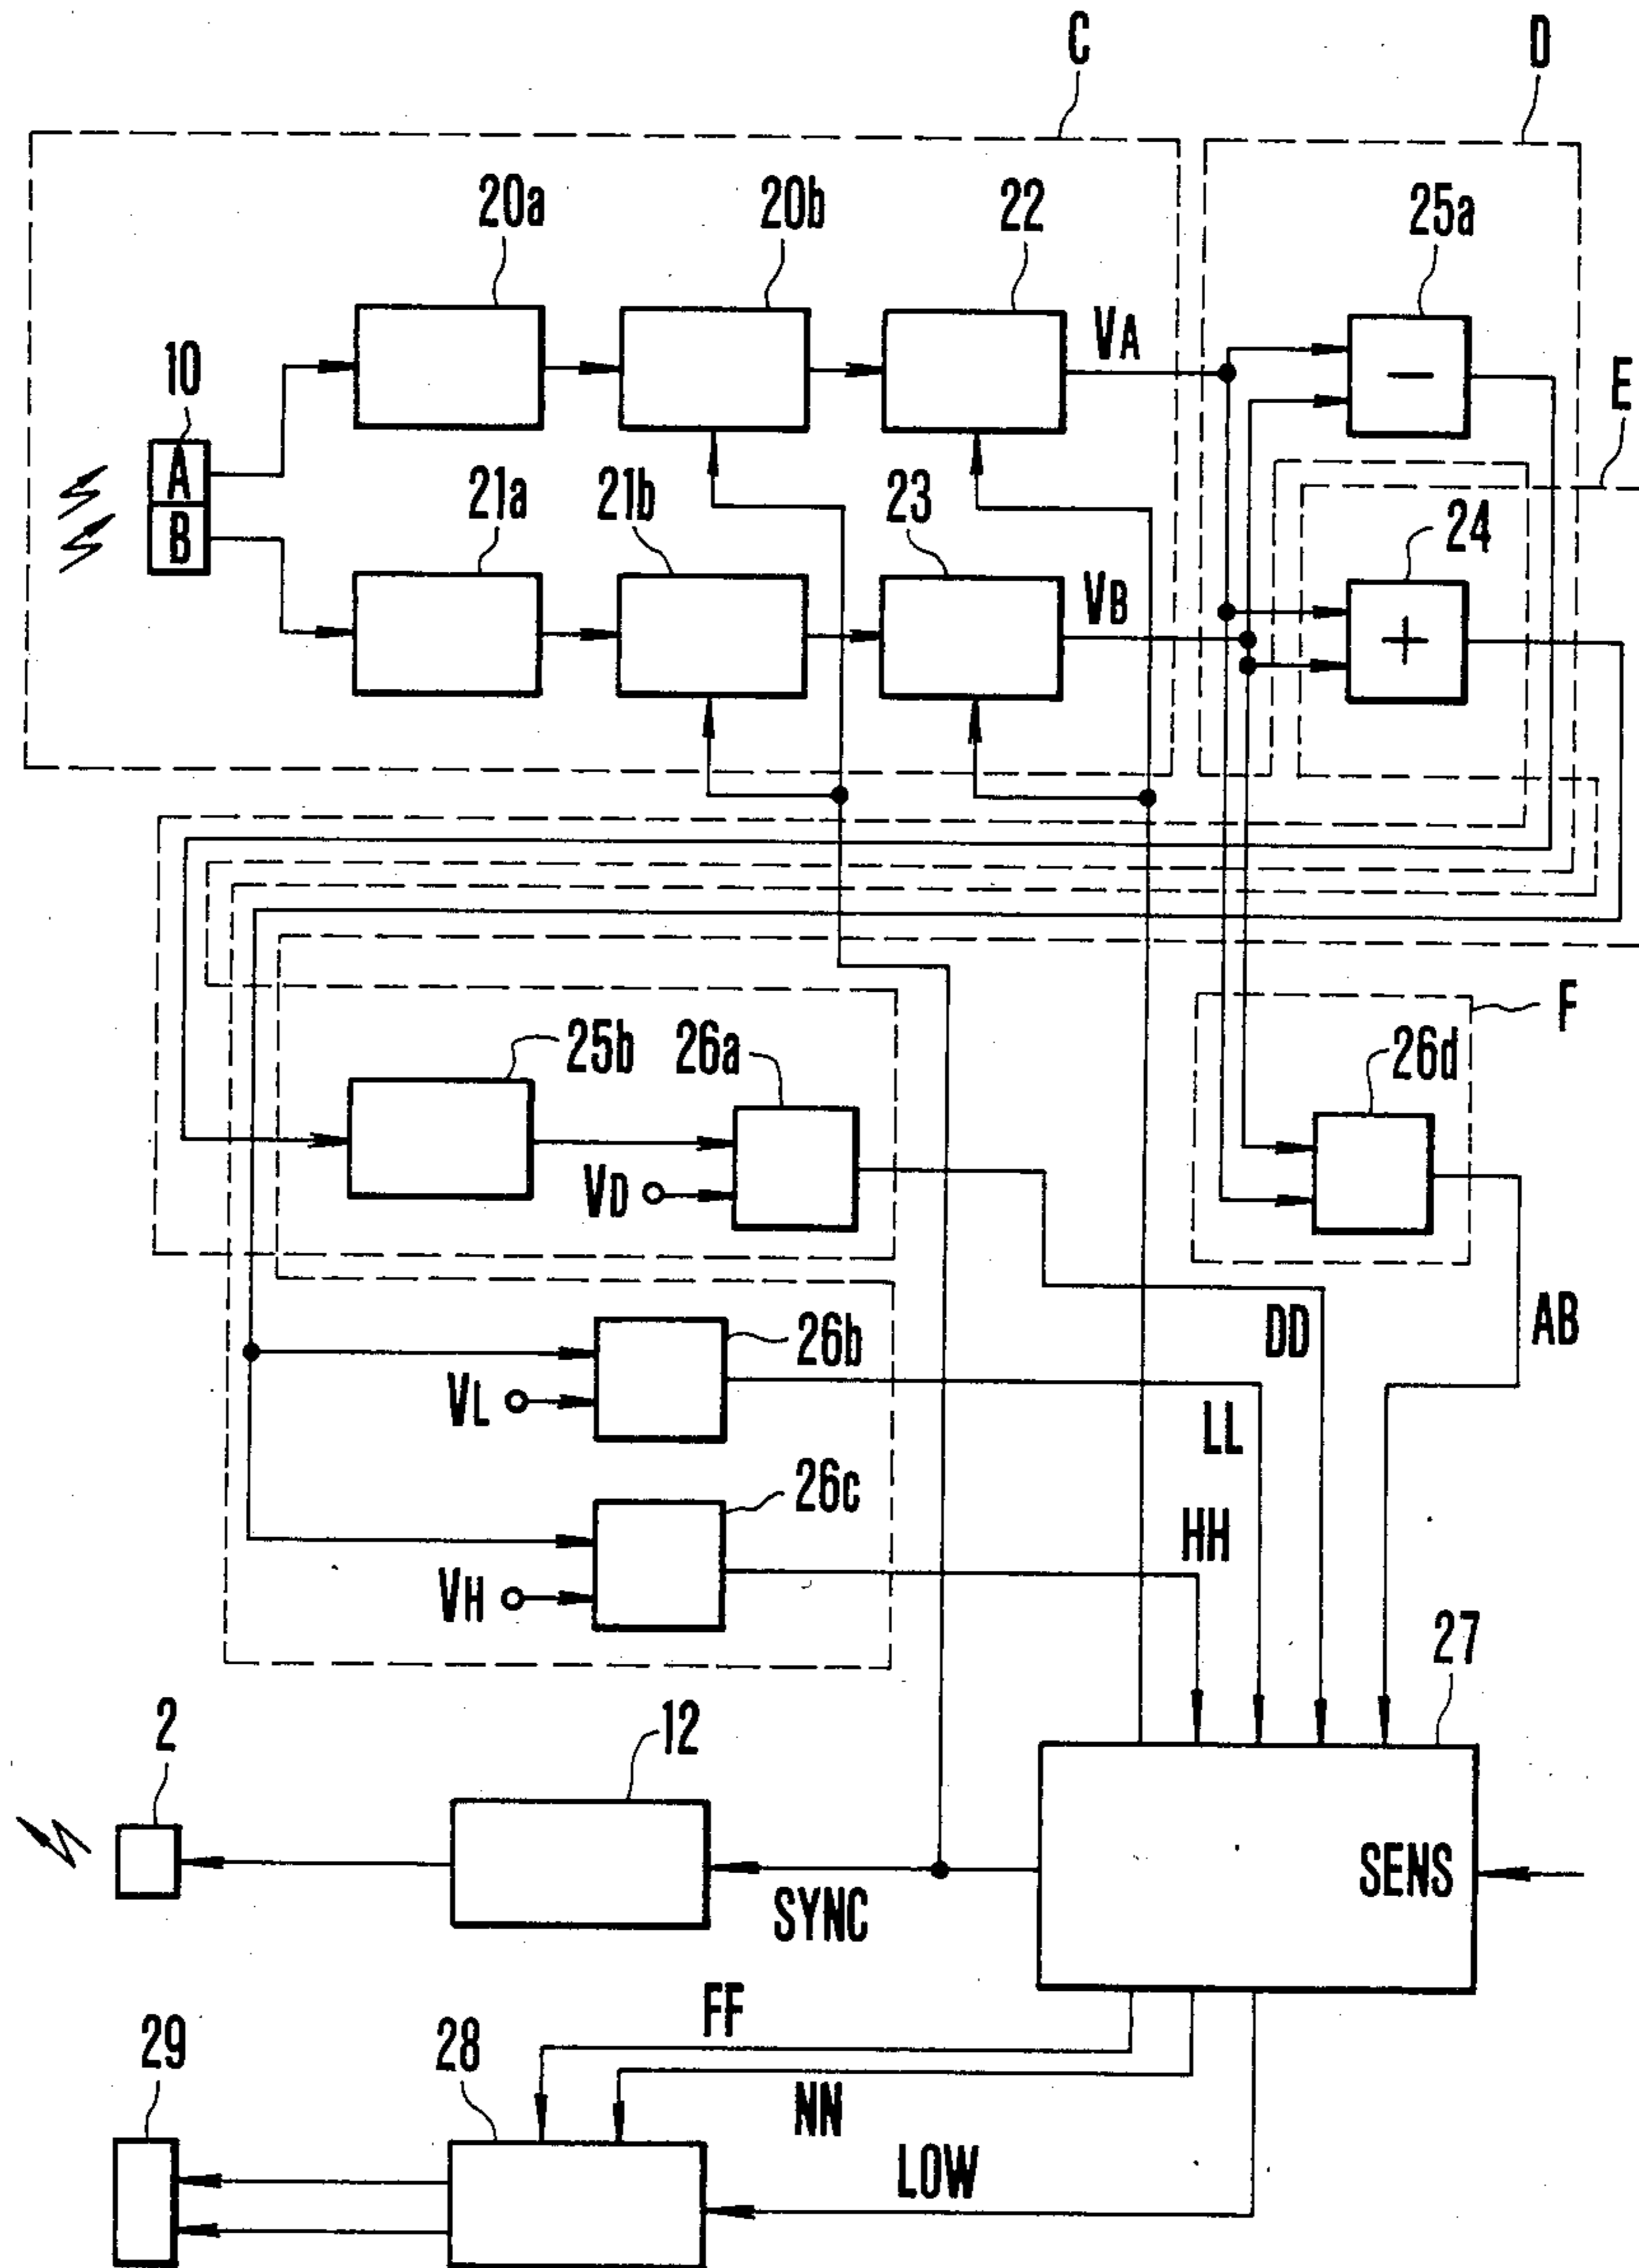 C
D
20a
20b
22
25a
VA
10
E
A
21a
21b
23
24
B
VB
−
+
25b
26a
F
26d
VD
26b
DD
AB
VL
LL
26c
HH
VH
27
2
12
SENS
SYNC
FF
29
28
NN
LOW